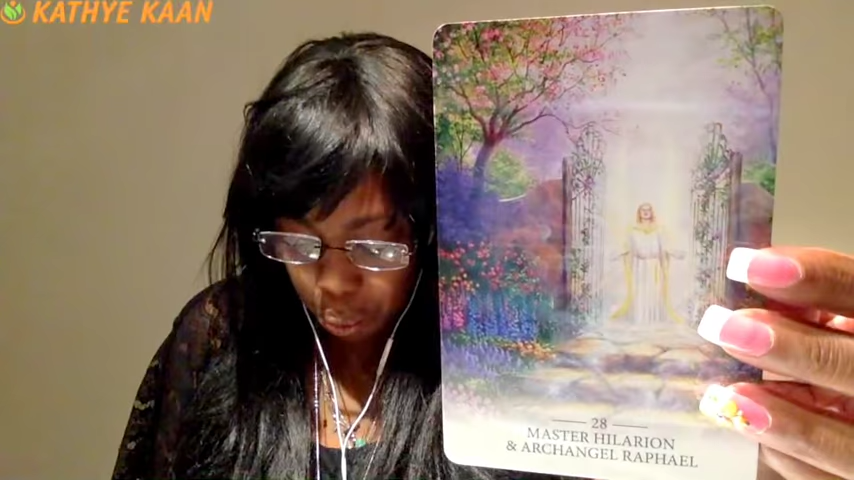 KATHYE KAAN
28
MASTER HILARION
& ARCHANGEL RAPHAEL